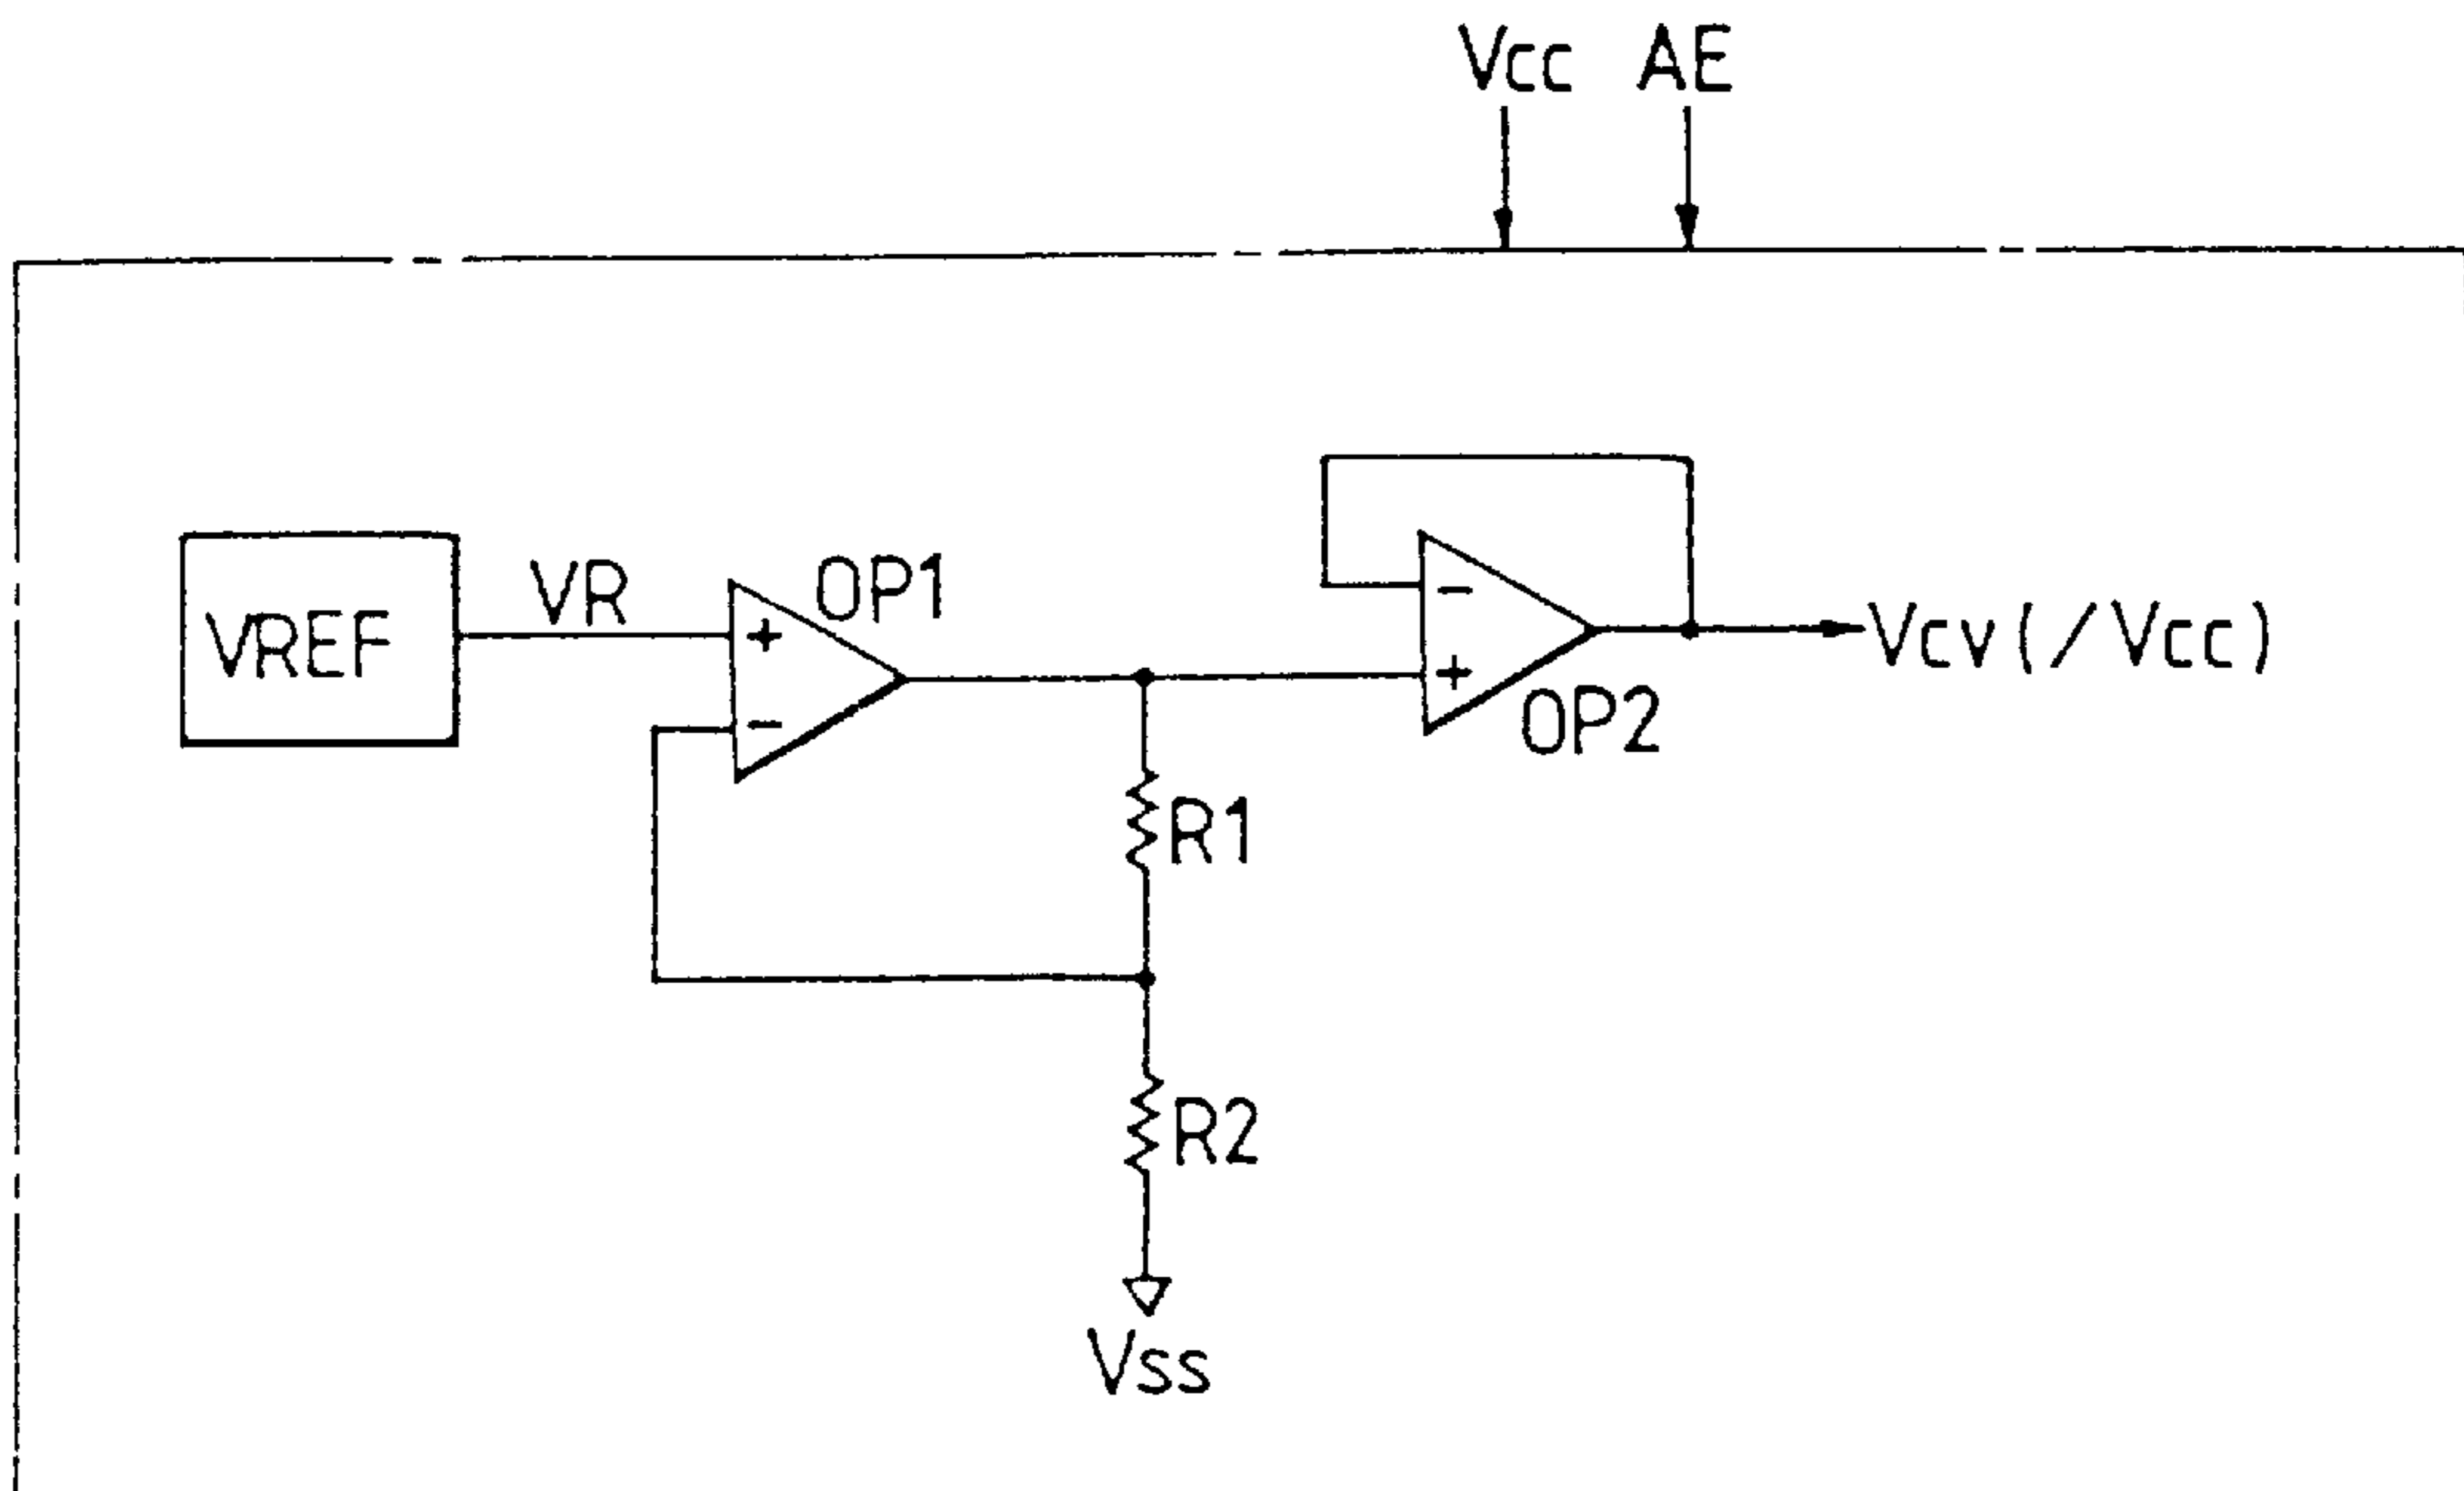 Vcc AE
VREF
VR
OP1
-
+
+
-
OP2
Vcv(/Vcc)
R1
R2
Vss